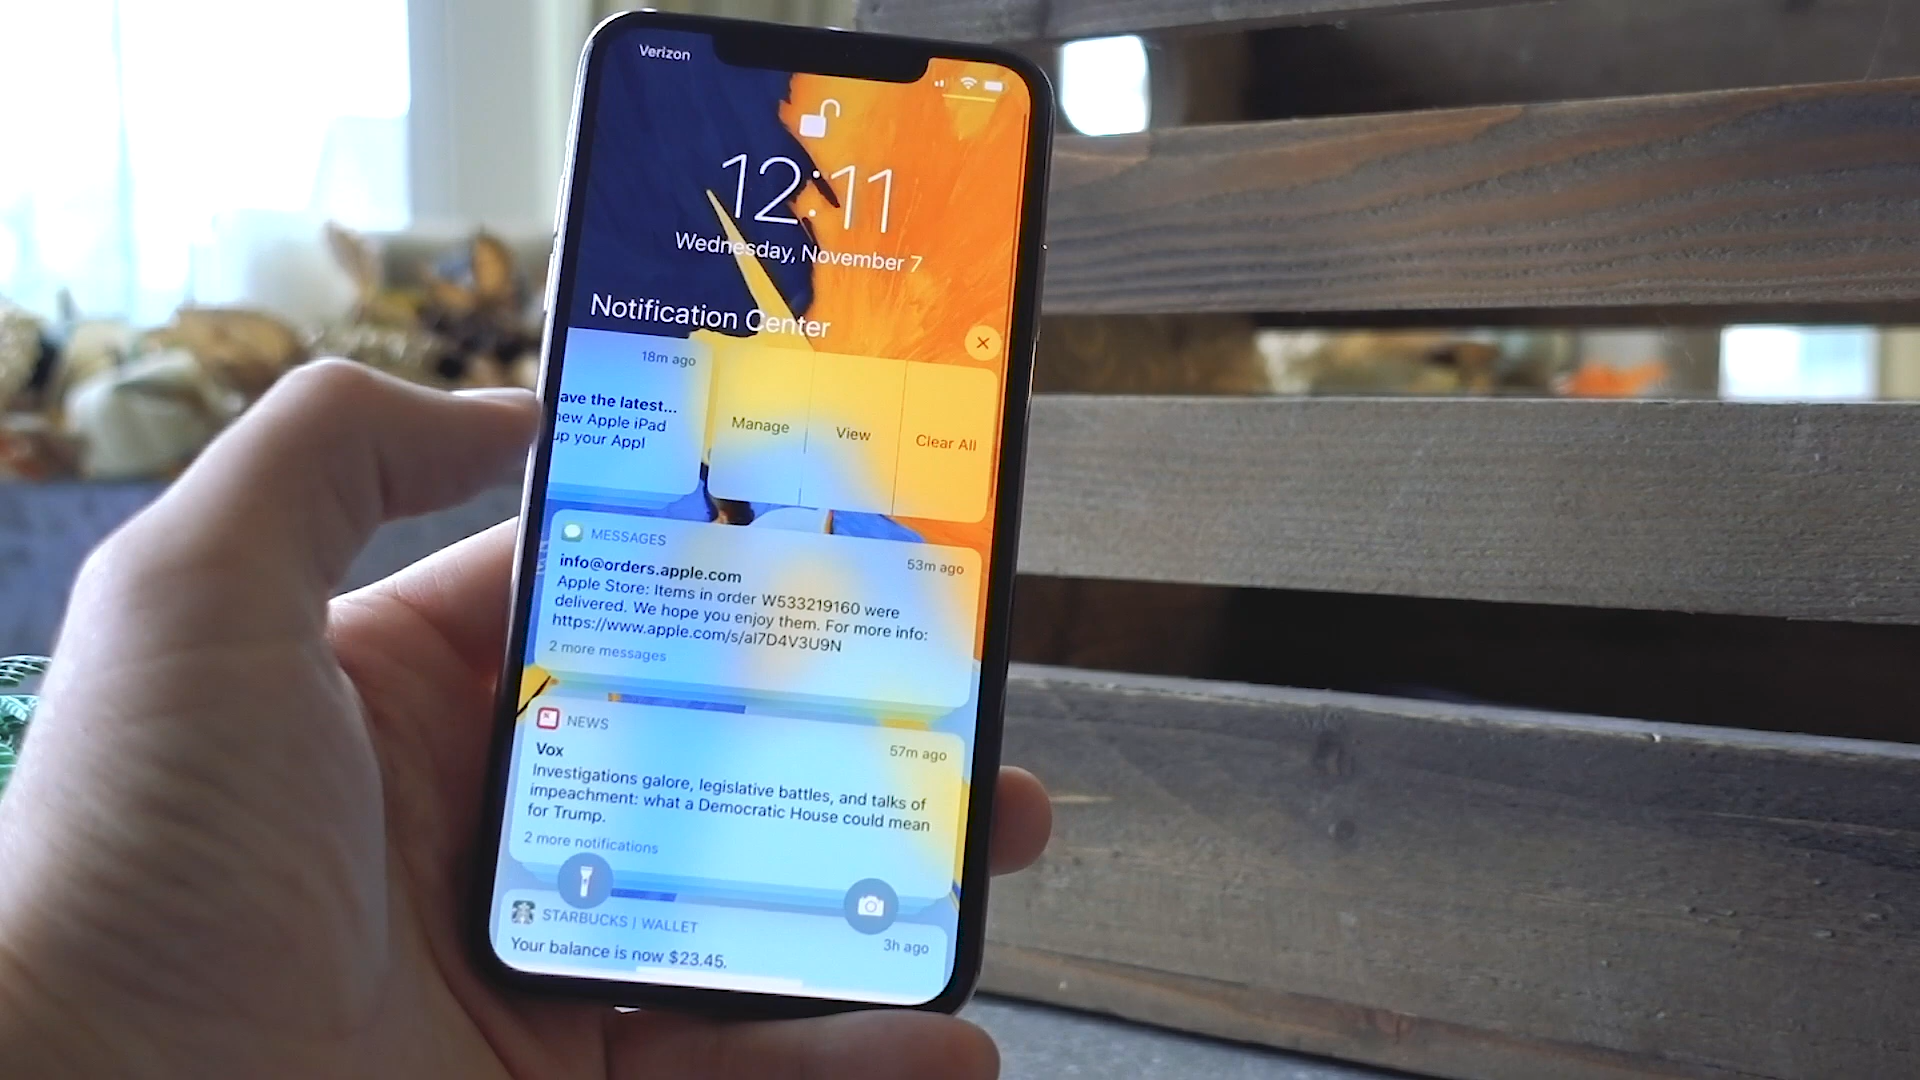 Verizon
12:11
Wednesday, November 7
Notification Center
18m ago
ave the latest...
new Apple iPad
up your Appl
Manage
View
Clear All
MESSAGES
53m ago
info@orders.apple.com
Apple Store: Items in order W533219160 were
delivered. We hope you enjoy them. For more info:
https://www.apple.com/s/aI7D4V3U9N
2 more messages
NEWS
57m ago
Vox
Investigations galore, legislative battles, and talks of
impeachment: what a Democratic House could mean
for Trump.
2 more notifications
STARBUCKS | WALLET
3h ago
Your balance is now $23.45.